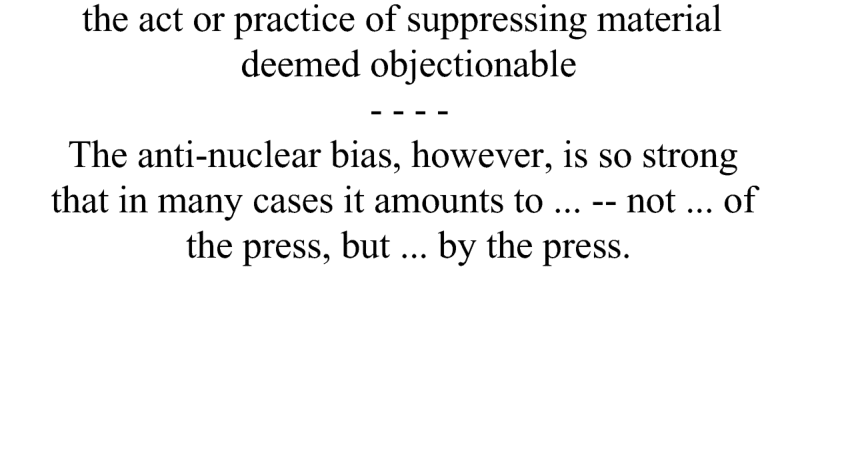 the act or practice of suppressing material
deemed objectionable
- - - -
The anti-nuclear bias, however, is so strong
that in many cases it amounts to ... -- not ... of
the press, but ... by the press.